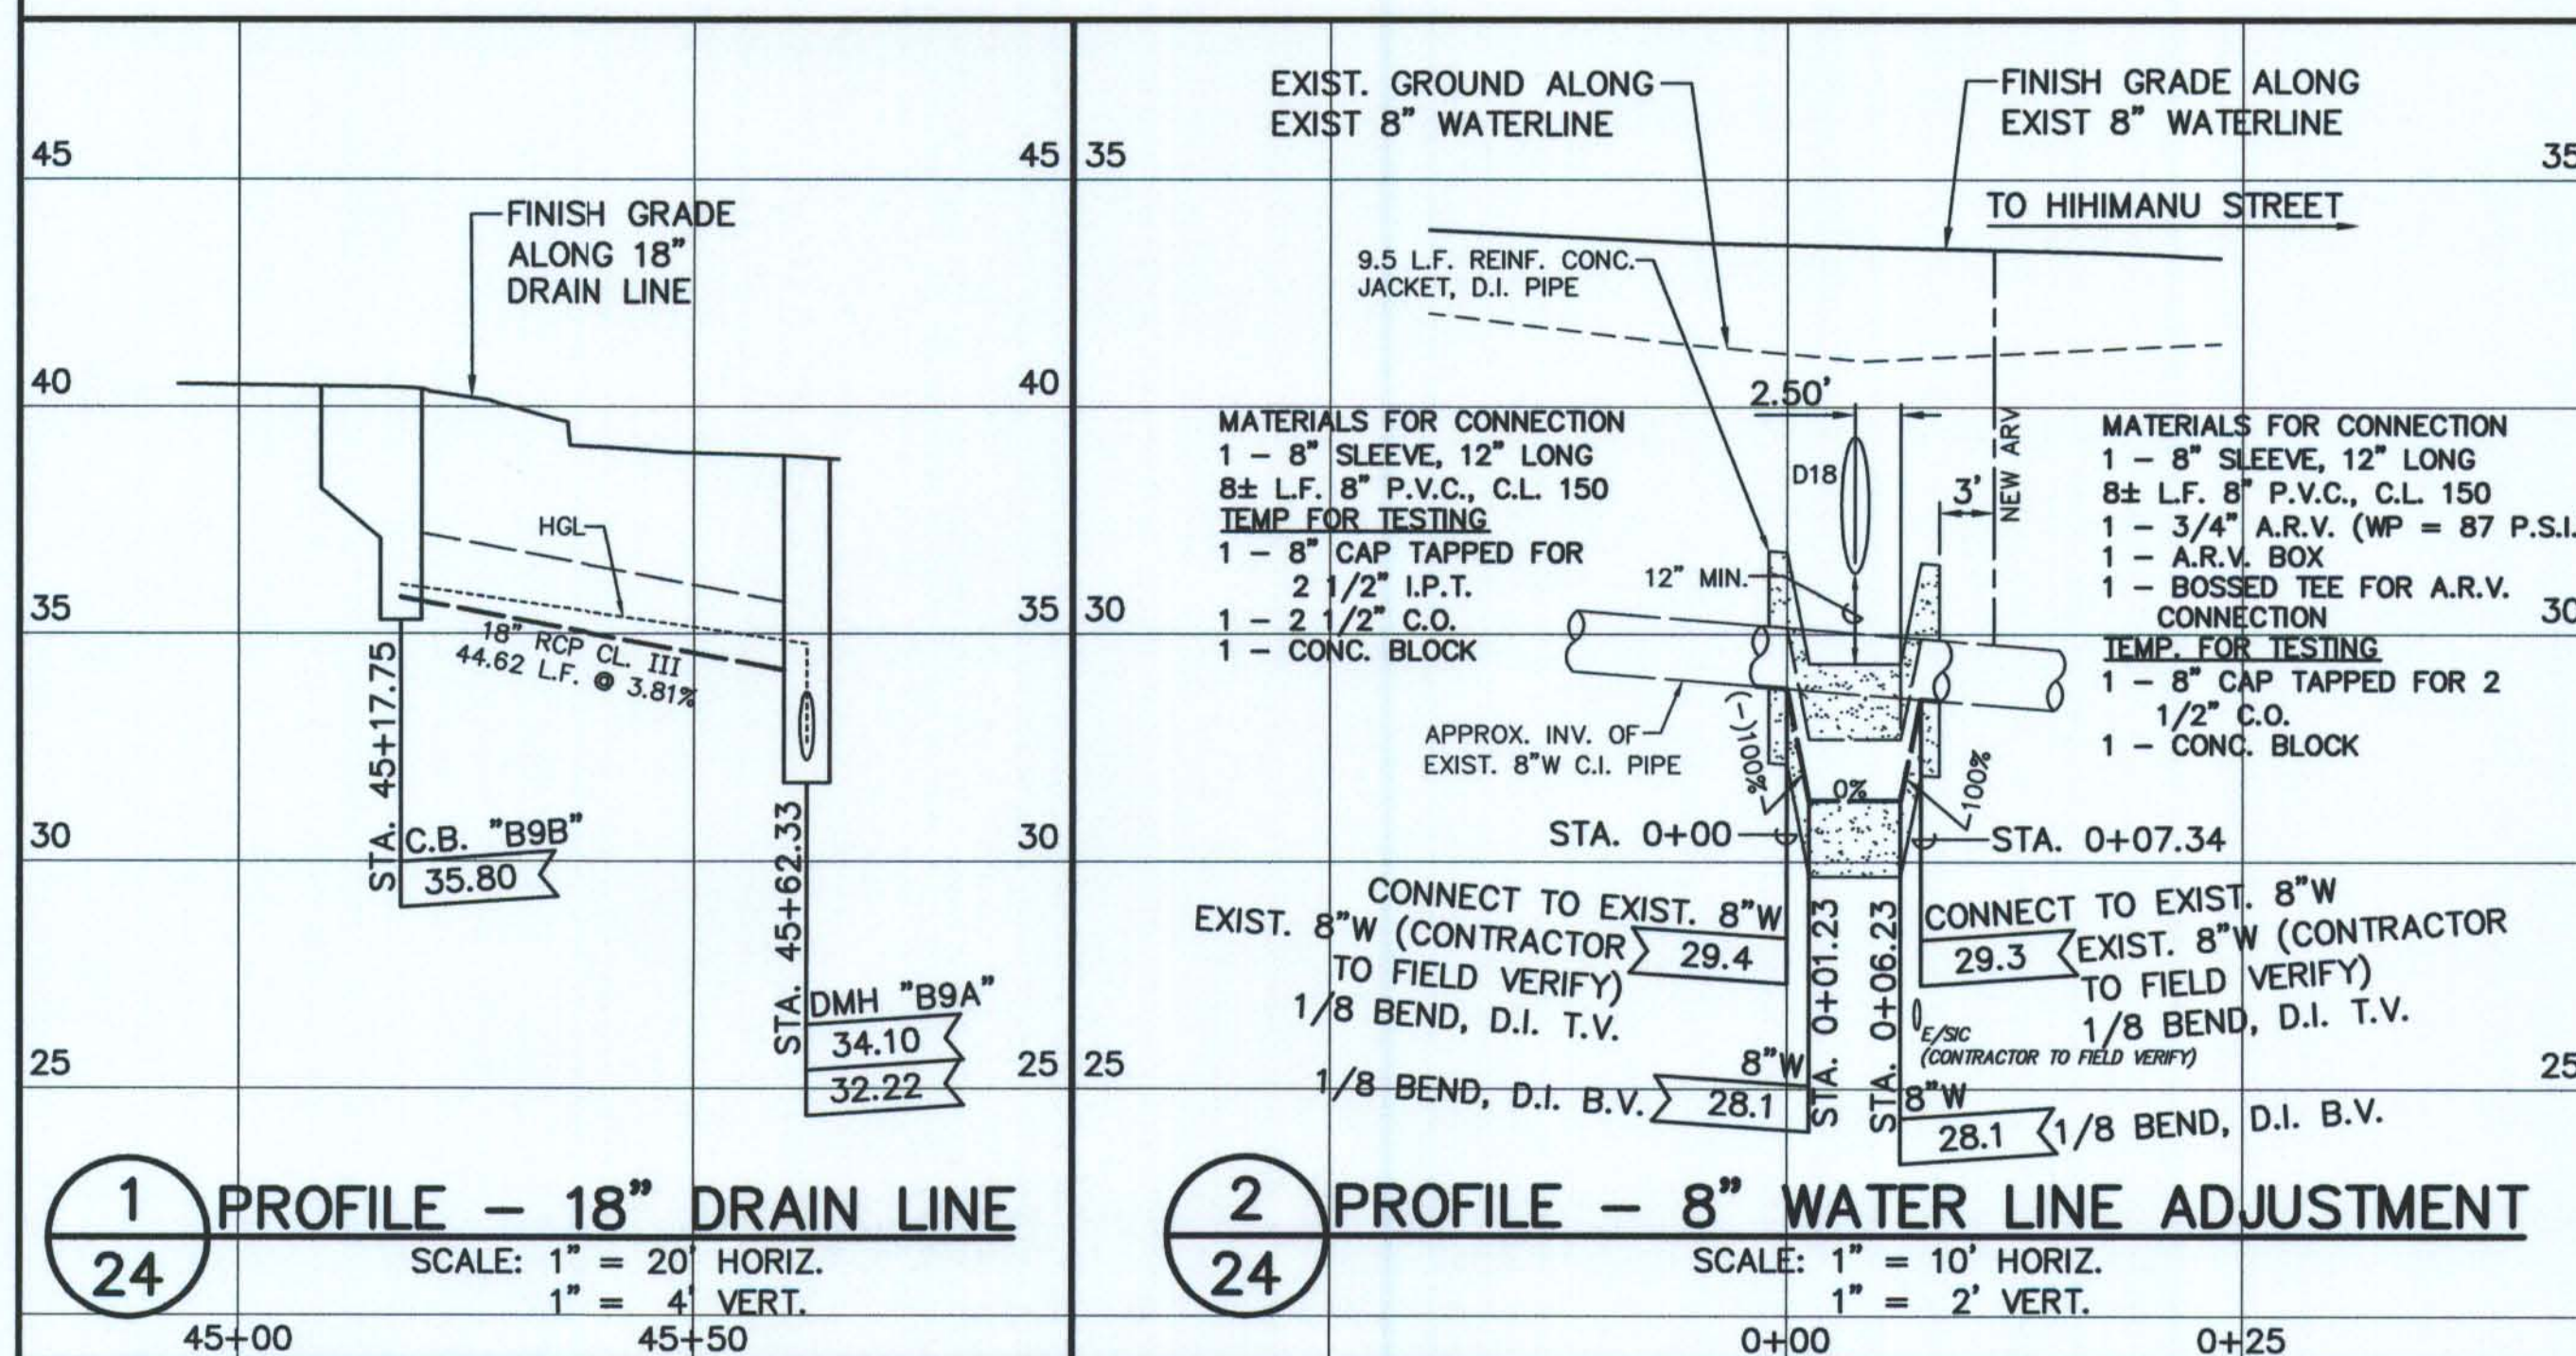 45
45
40
40
35
35
30
30
25
25
FINISH GRADE
ALONG 18"
DRAIN LINE
HGL
18" RCP CL. III
44.62 L.F. @ 3.81%
STA. 45+17.75
C.B. "B9B"
35.80
STA. 45+62.33
DMH "B9A"
34.10
32.22
1
24
PROFILE – 18" DRAIN LINE
SCALE: 1" = 20' HORIZ.
1" = 4' VERT.
45+00
45+50
35
35
30
30
25
25
EXIST. GROUND ALONG
EXIST 8" WATERLINE
FINISH GRADE ALONG
EXIST 8" WATERLINE
TO HIHIMANU STREET
9.5 L.F. REINF. CONC.
JACKET, D.I. PIPE
2.50'
D18
3'
NEW ARV
12" MIN.
MATERIALS FOR CONNECTION
1 – 8" SLEEVE, 12" LONG
8± L.F. 8" P.V.C., C.L. 150
TEMP FOR TESTING
1 – 8" CAP TAPPED FOR
2 1/2" I.P.T.
1 – 2 1/2" C.O.
1 – CONC. BLOCK
MATERIALS FOR CONNECTION
1 – 8" SLEEVE, 12" LONG
8± L.F. 8" P.V.C., C.L. 150
1 – 3/4" A.R.V. (WP = 87 P.S.I.
1 – A.R.V. BOX
1 – BOSSED TEE FOR A.R.V.
CONNECTION
TEMP. FOR TESTING
1 – 8" CAP TAPPED FOR 2
1/2" C.O.
1 – CONC. BLOCK
APPROX. INV. OF
EXIST. 8"W C.I. PIPE
(-)100%
0%
100%
STA. 0+00
STA. 0+07.34
CONNECT TO EXIST. 8"W
EXIST. 8"W (CONTRACTOR
TO FIELD VERIFY)
1/8 BEND, D.I. T.V.
29.4
8"W
1/8 BEND, D.I. B.V.
28.1
STA. 0+01.23
STA. 0+06.23
CONNECT TO EXIST. 8"W
29.3
EXIST. 8"W (CONTRACTOR
TO FIELD VERIFY)
1/8 BEND, D.I. T.V.
E/SIC
(CONTRACTOR TO FIELD VERIFY)
8"W
28.1
1/8 BEND, D.I. B.V.
2
24
PROFILE – 8" WATER LINE ADJUSTMENT
SCALE: 1" = 10' HORIZ.
1" = 2' VERT.
0+00
0+25